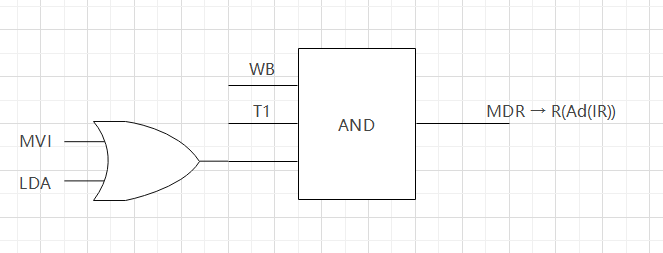 WB
T1
AND
MDR → R(Ad(IR))
MVI
LDA